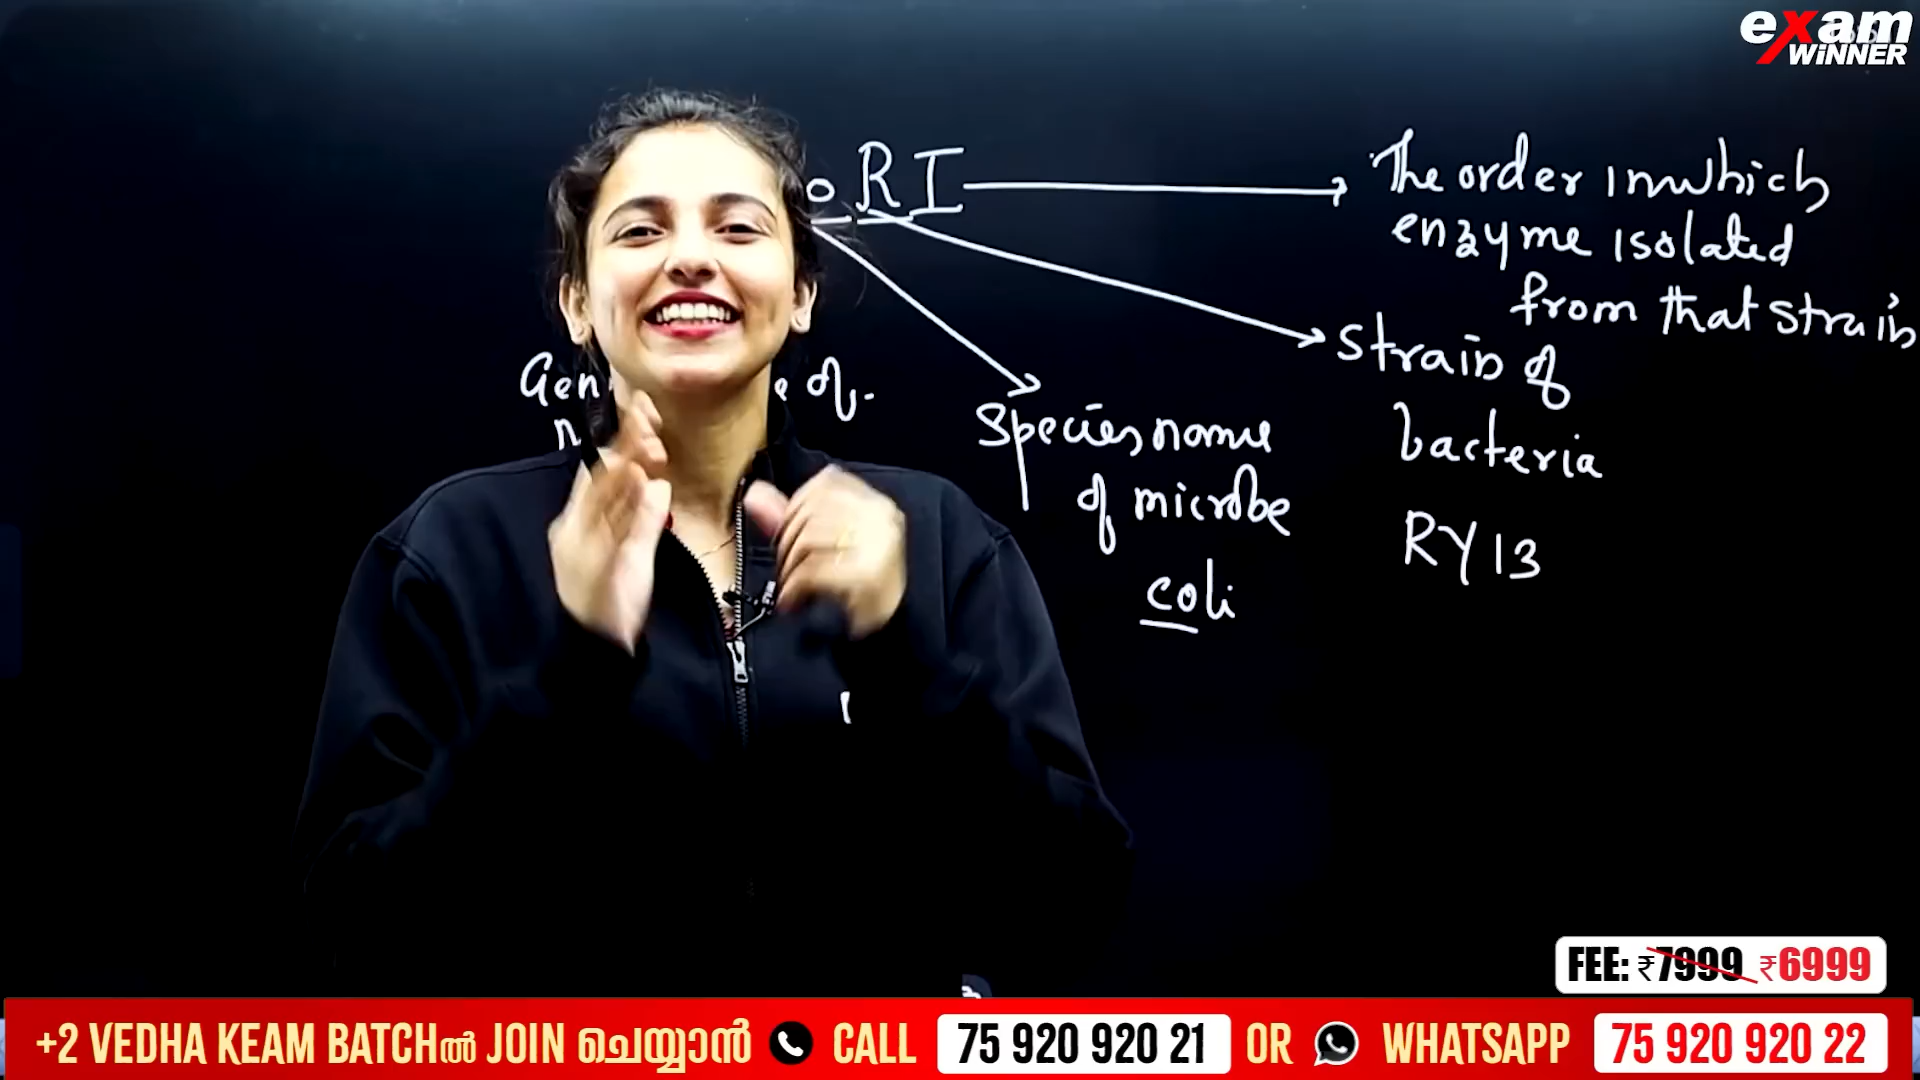 exam
WiNNER
o R I
The order in which
enzyme isolated
from that strain
strain of
bacteria
RY 13
Species name
of microbe
coli
Gen e of
FEE: ₹7999 ₹6999
+2 VEDHA KEAM BATCHൽ JOIN ചെയ്യാൻ CALL 75 920 920 21 OR WHATSAPP 75 920 920 22